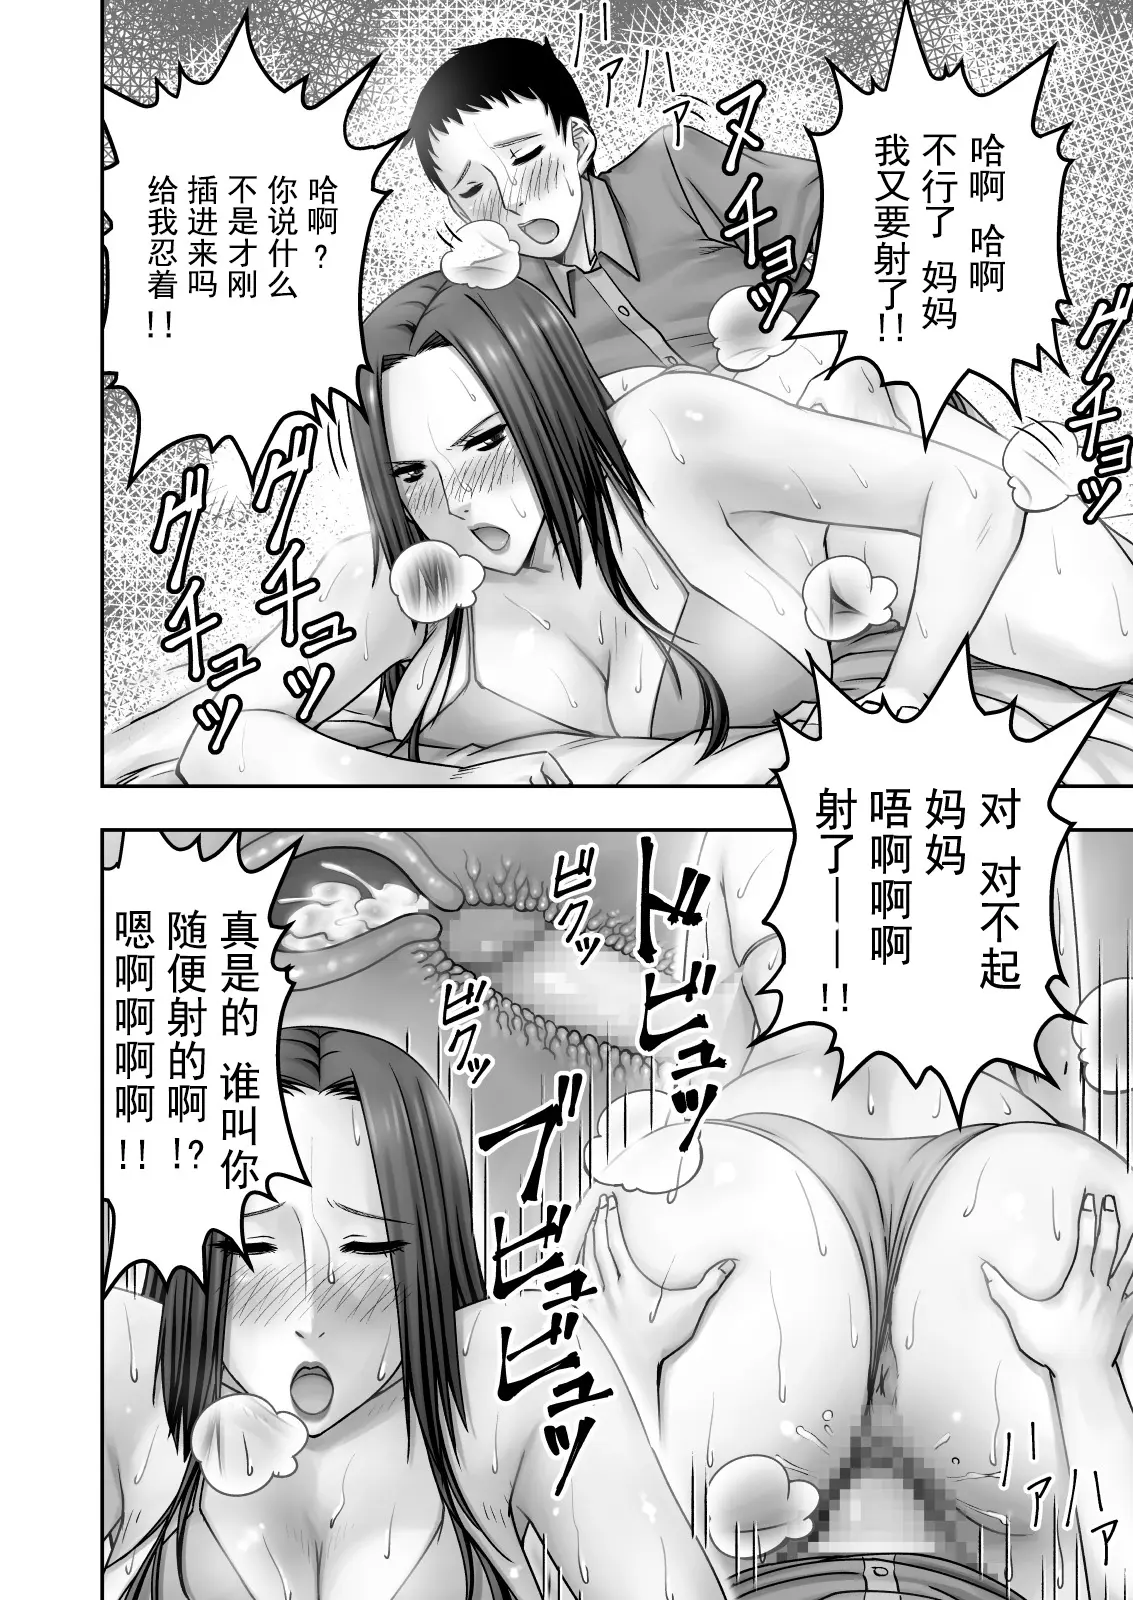 哈啊 哈啊
不行了 妈妈
我又要射了!!
哈啊?
你说什么
不是才刚
插进来吗
给我忍着
!!
ハァハァ
ヌチョッ
グチョッ
グチュッ
グチュッ
对 对不起
妈妈
唔啊啊啊
射了——!!
真是的 谁叫你
随便射的啊!?
嗯啊啊啊啊!!
ビクッ
ビクッ
ドビュッ
ブビュビュッ
ハァハァ